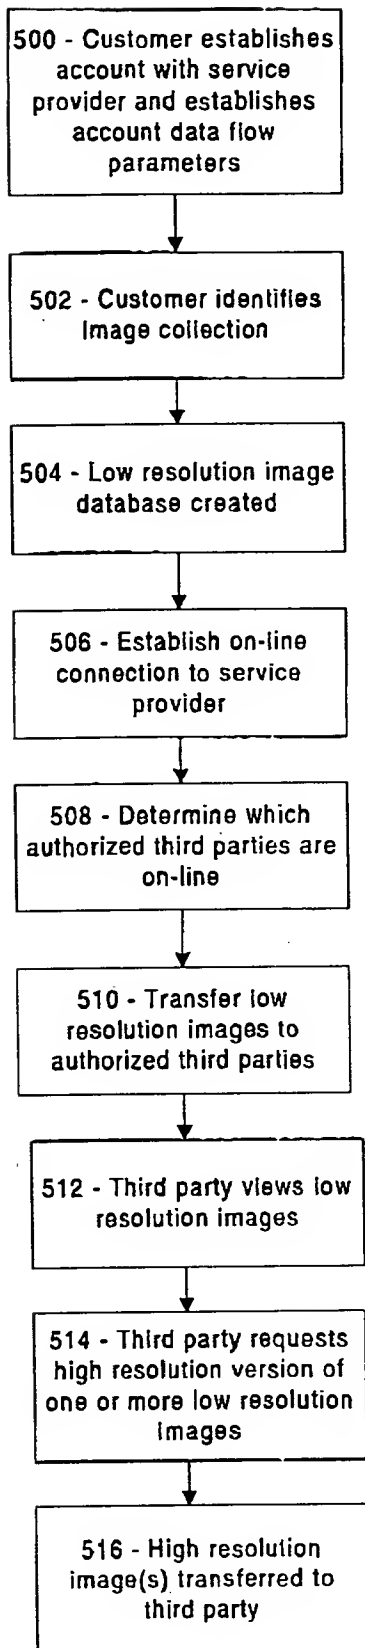 500 - Customer establishes
account with service
provider and establishes
account data flow
parameters
502 - Customer identifies
Image collection
504 - Low resolution image
database created
506 - Establish on-line
connection to service
provider
508 - Determine which
authorized third parties are
on-line
510 - Transfer low
resolution images to
authorized third parties
512 - Third party views low
resolution images
514 - Third party requests
high resolution version of
one or more low resolution
Images
516 - High resolution
image(s) transferred to
third party